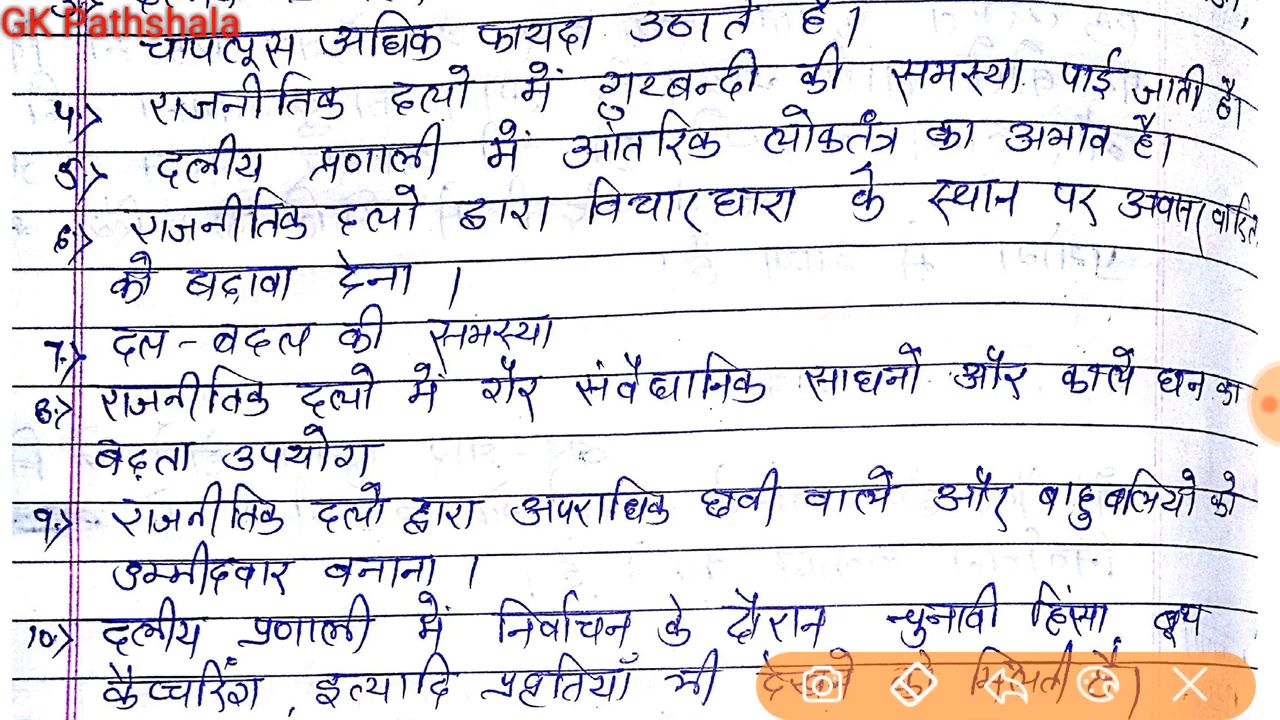 GK Pathshala
चापलूस अधिक फायदा उठाते है।
4.> राजनीतिक दलो में गुटबन्दी की समस्या पाई जाती है।
5.> दलीय प्रणाली में आंतरिक लोकतंत्र का अभाव है।
6.> राजनीतिक दलो द्वारा विचारधारा के स्थान पर अवसरवादिता
को बढ़ावा देना ।
7.> दल - बदल की समस्या
8.> राजनीतिक दलो में गैर संवैधानिक साधनों और काले धन का
बढ़ता उपयोग
9.> राजनीतिक दलो द्वारा अपराधिक छवी वाले और बाहुबलियो को
उम्मीदवार बनाना ।
10.> दलीय प्रणाली में निर्वाचन के दौरान चुनावी हिंसा, बूथ
कैप्चरिंग, इत्यादि प्रवृतियाँ भी देखने को मिलती है।